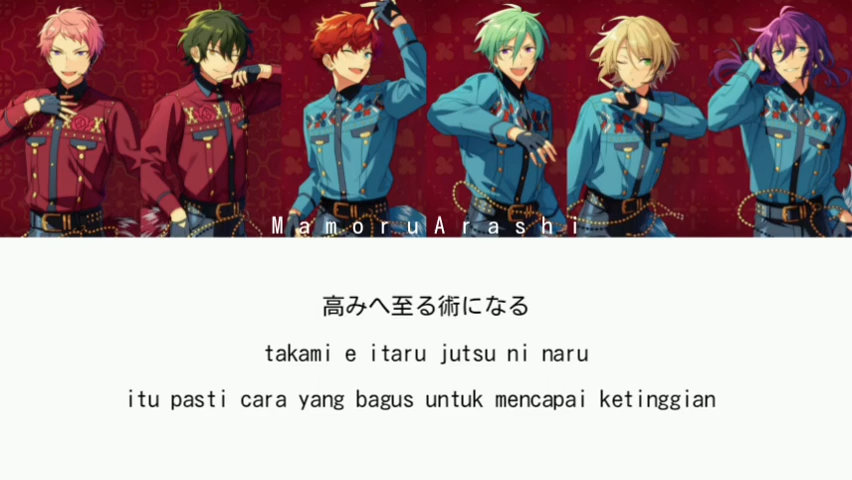 MamoruArashi
高みへ至る術になる
takami e itaru jutsu ni naru
itu pasti cara yang bagus untuk mencapai ketinggian